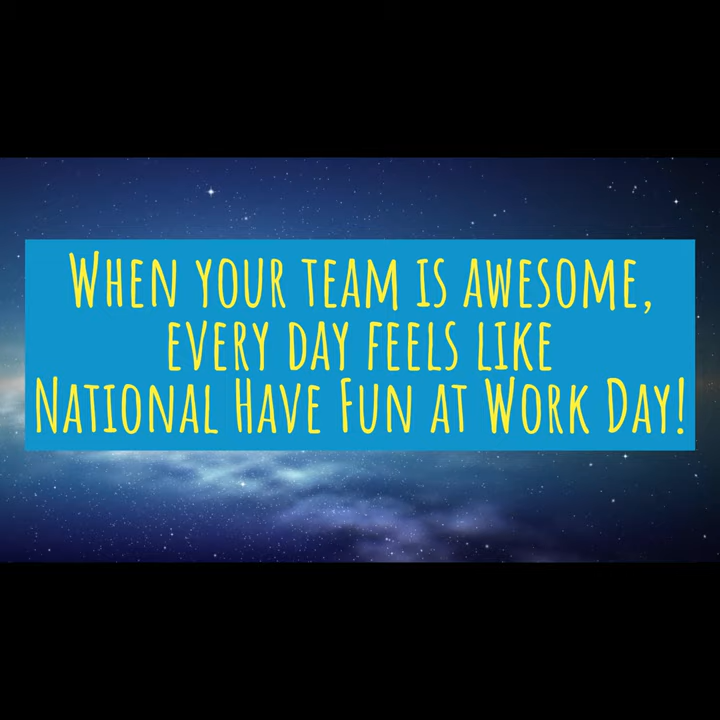 When your team is awesome,
every day feels like
National Have Fun at Work Day!